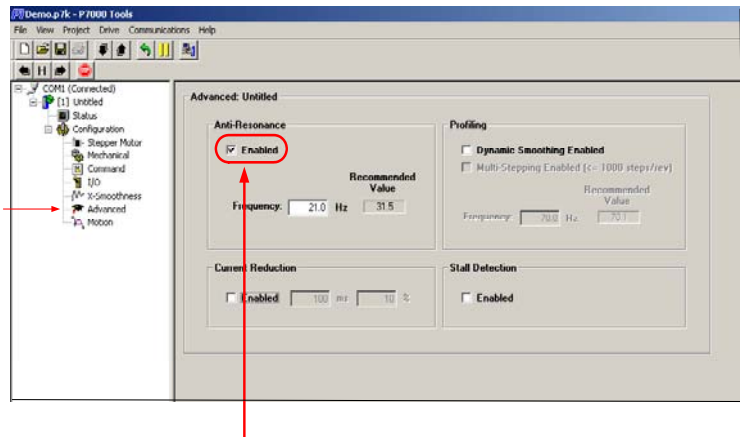 Demo.p7k - P7000 Tools
File View Project Drive Communications Help
H
COM1 (Connected)
[1] Untitled
Status
Configuration
Stepper Motor
Mechanical
Command
I/O
X-Smoothness
Advanced
Motion
Advanced: Untitled
Anti-Resonance
Enabled
Recommended
Value
Frequency: 21.0 Hz 31.5
Profiling
Dynamic Smoothing Enabled
Multi-Stepping Enabled (<= 1000 steps/rev)
Recommended
Value
Frequency: 70.0 Hz 70.1
Current Reduction
Enabled 100 ms 10 %
Stall Detection
Enabled